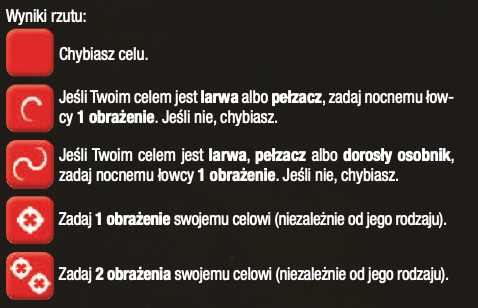 Wyniki rzutu:
Chybiasz celu.
Jeśli Twoim celem jest larwa albo pełzacz, zadaj nocnemu łow-
cy 1 obrażenie. Jeśli nie, chybiasz.
Jeśli Twoim celem jest larwa, pełzacz albo dorosły osobnik,
zadaj nocnemu łowcy 1 obrażenie. Jeśli nie, chybiasz.
Zadaj 1 obrażenie swojemu celowi (niezależnie od jego rodzaju).
Zadaj 2 obrażenia swojemu celowi (niezależnie od jego rodzaju).